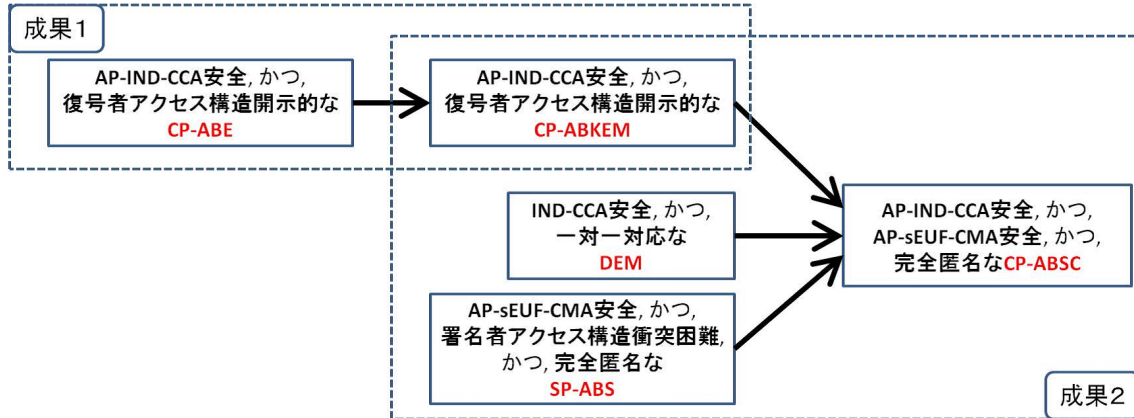 成果1
AP-IND-CCA安全, かつ,
復号者アクセス構造開示的な
CP-ABE
AP-IND-CCA安全, かつ,
復号者アクセス構造開示的な
CP-ABKEM
IND-CCA安全, かつ,
一対一対応な
DEM
AP-sEUF-CMA安全, かつ,
署名者アクセス構造衝突困難,
かつ, 完全匿名な
SP-ABS
AP-IND-CCA安全, かつ,
AP-sEUF-CMA安全, かつ,
完全匿名なCP-ABSC
成果2